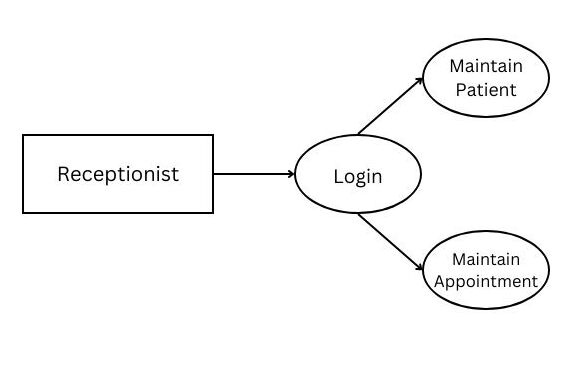 Receptionist
Login
Maintain
Patient
Maintain
Appointment